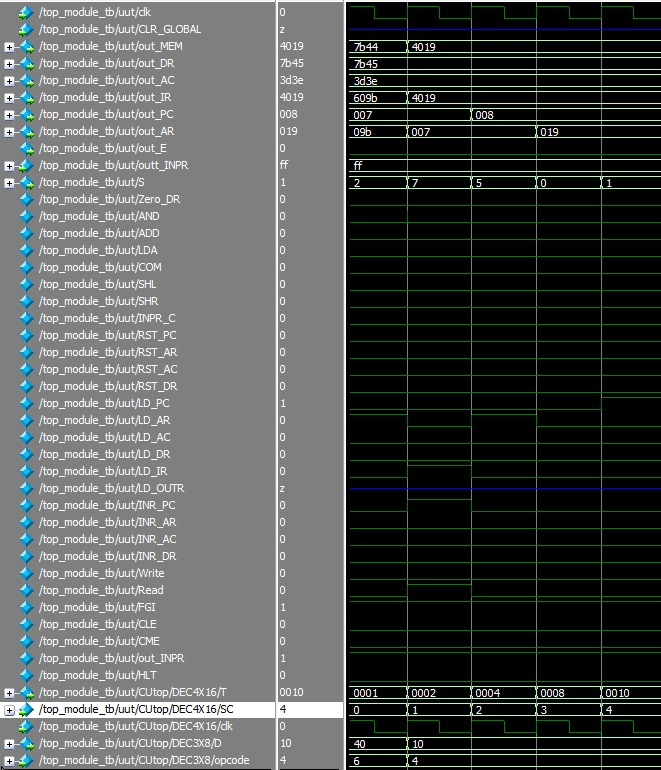 /top_module_tb/uut/clk 0
/top_module_tb/uut/CLR_GLOBAL z
/top_module_tb/uut/out_MEM 4019 7b44 4019
/top_module_tb/uut/out_DR 7b45 7b45
/top_module_tb/uut/out_AC 3d3e 3d3e
/top_module_tb/uut/out_IR 4019 609b 4019
/top_module_tb/uut/out_PC 008 007 008
/top_module_tb/uut/out_AR 019 09b 007 019
/top_module_tb/uut/out_E 0
/top_module_tb/uut/outt_INPR ff ff
/top_module_tb/uut/S 1 2 7 5 0 1
/top_module_tb/uut/Zero_DR 0
/top_module_tb/uut/AND 0
/top_module_tb/uut/ADD 0
/top_module_tb/uut/LDA 0
/top_module_tb/uut/COM 0
/top_module_tb/uut/SHL 0
/top_module_tb/uut/SHR 0
/top_module_tb/uut/INPR_C 0
/top_module_tb/uut/RST_PC 0
/top_module_tb/uut/RST_AR 0
/top_module_tb/uut/RST_AC 0
/top_module_tb/uut/RST_DR 0
/top_module_tb/uut/LD_PC 1
/top_module_tb/uut/LD_AR 0
/top_module_tb/uut/LD_AC 0
/top_module_tb/uut/LD_DR 0
/top_module_tb/uut/LD_IR 0
/top_module_tb/uut/LD_OUTR z
/top_module_tb/uut/INR_PC 0
/top_module_tb/uut/INR_AR 0
/top_module_tb/uut/INR_AC 0
/top_module_tb/uut/INR_DR 0
/top_module_tb/uut/Write 0
/top_module_tb/uut/Read 0
/top_module_tb/uut/FGI 1
/top_module_tb/uut/CLE 0
/top_module_tb/uut/CME 0
/top_module_tb/uut/out_INPR 1
/top_module_tb/uut/HLT 0
/top_module_tb/uut/CUtop/DEC4X16/T 0010 0001 0002 0004 0008 0010
/top_module_tb/uut/CUtop/DEC4X16/SC 4 0 1 2 3 4
/top_module_tb/uut/CUtop/DEC4X16/clk 0
/top_module_tb/uut/CUtop/DEC3X8/D 10 40 10
/top_module_tb/uut/CUtop/DEC3X8/opcode 4 6 4